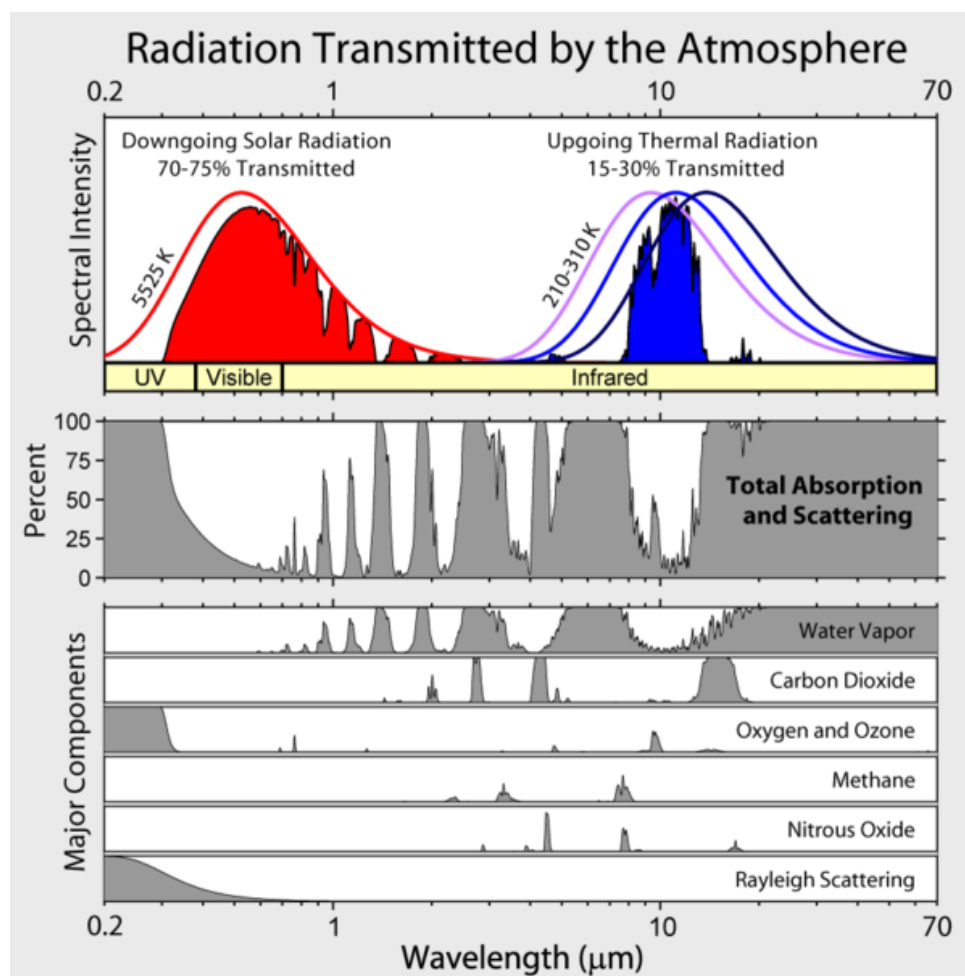 Radiation Transmitted by the Atmosphere
0.2 1 10 70
Downgoing Solar Radiation
70-75% Transmitted
Upgoing Thermal Radiation
15-30% Transmitted
Spectral Intensity
5525 K
210-310 K
UV Visible Infrared
Percent
100
75
50
25
0
Total Absorption
and Scattering
Major Components
Water Vapor
Carbon Dioxide
Oxygen and Ozone
Methane
Nitrous Oxide
Rayleigh Scattering
0.2 1 10 70
Wavelength (μm)